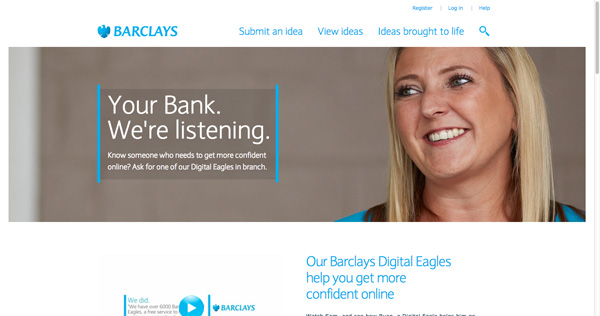 Register | Log in | Help
BARCLAYS Submit an idea View ideas Ideas brought to life
Your Bank.
We're listening.
Know someone who needs to get more confident
online? Ask for one of our Digital Eagles in branch.
Our Barclays Digital Eagles
help you get more
confident online
We did.
"We have over 6000 Bar
Eagles, a free service to
BARCLAYS